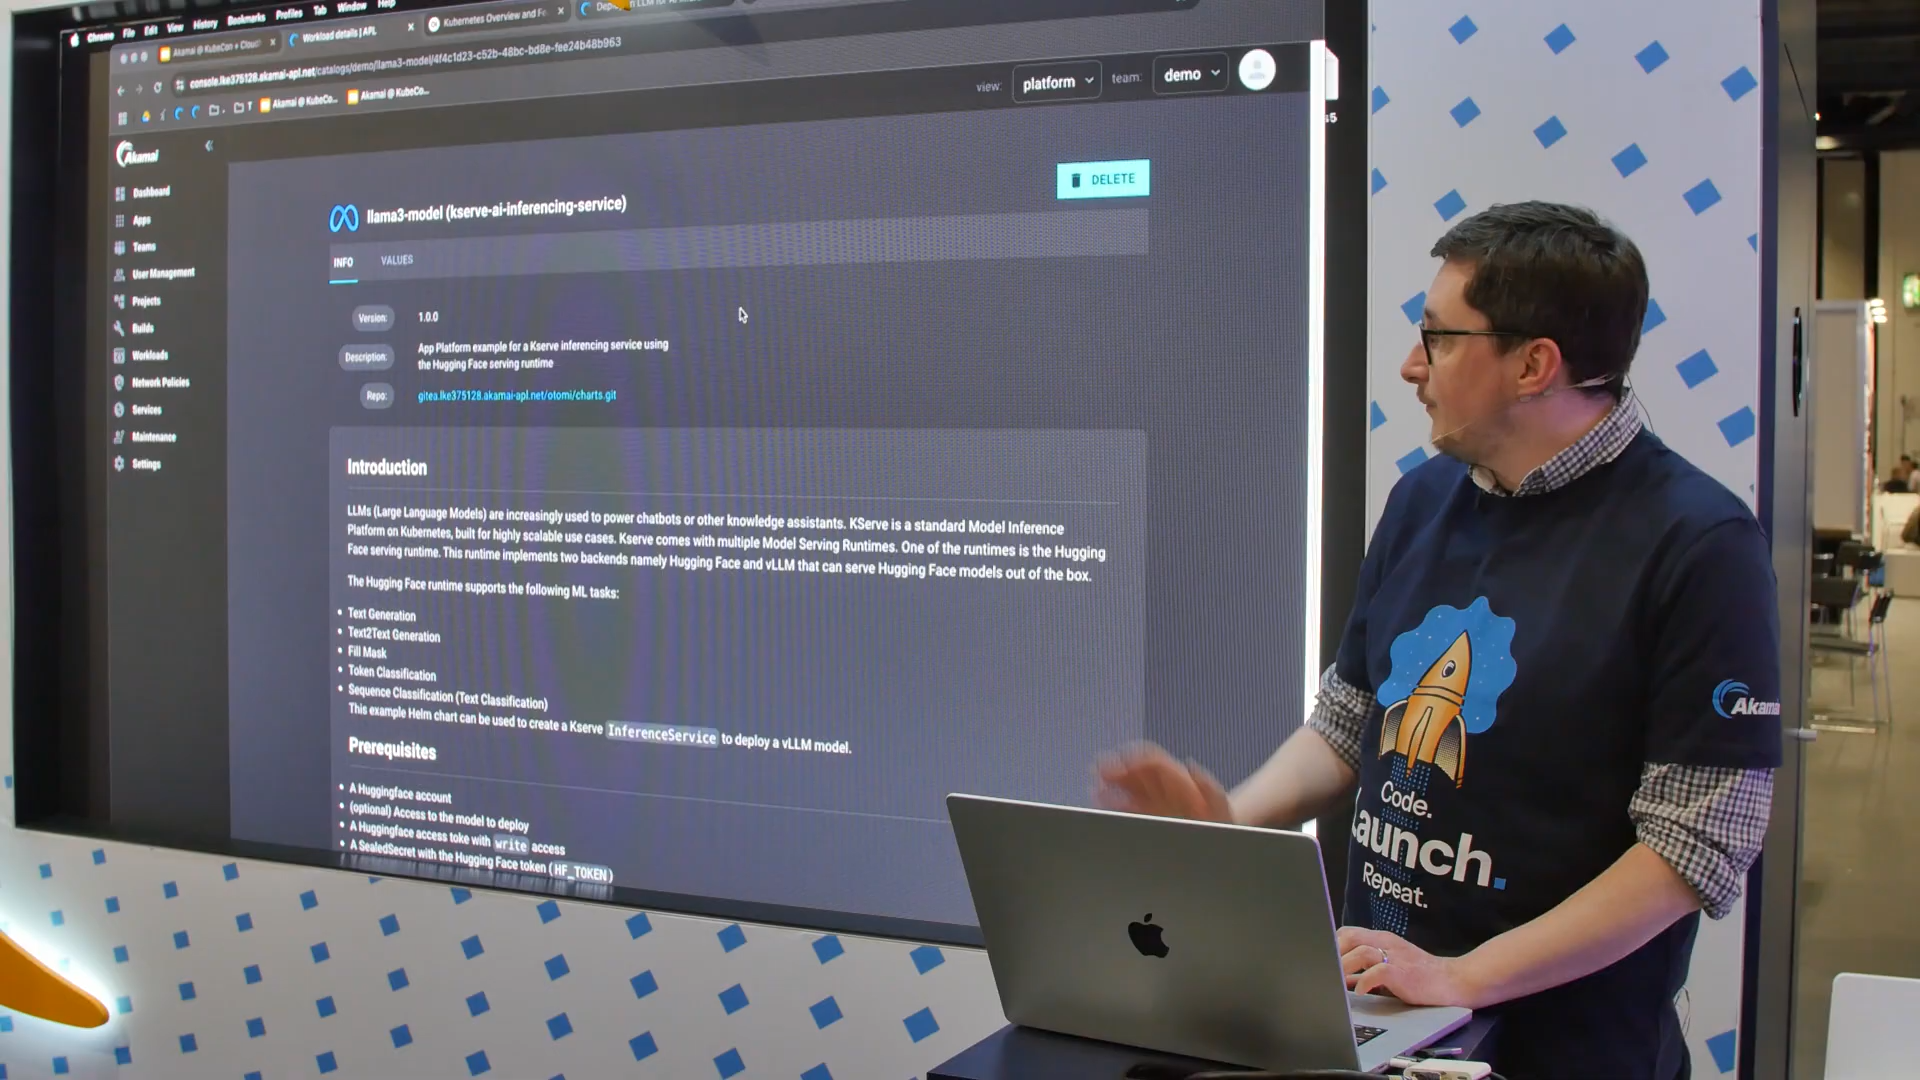 Chrome File Edit View History Bookmarks Profiles Tab Window Help
Akamai @ KubeCon + Cloud
Workload details | APL
Kubernetes Overview and Fe
console.lke375128.akamai-apl.net/catalogs/demo/llama3-model/4f4c1d23-c52b-48bc-bd8e-fee24b48b963
Akamai @ KubeCo...
Akamai @ KubeCo...
view: platform team: demo
Akamai
Dashboard
Apps
Teams
User Management
Projects
Builds
Workloads
Network Policies
Services
Maintenance
Settings
DELETE
llama3-model (kserve-ai-inferencing-service)
INFO VALUES
Version: 1.0.0
Description: App Platform example for a Kserve inferencing service using
the Hugging Face serving runtime
Repo: gitea.lke375128.akamai-apl.net/otomi/charts.git
Introduction
LLMs (Large Language Models) are increasingly used to power chatbots or other knowledge assistants. KServe is a standard Model Inference
Platform on Kubernetes, built for highly scalable use cases. Kserve comes with multiple Model Serving Runtimes. One of the runtimes is the Hugging
Face serving runtime. This runtime implements two backends namely Hugging Face and vLLM that can serve Hugging Face models out of the box.
The Hugging Face runtime supports the following ML tasks:
• Text Generation
• Text2Text Generation
• Fill Mask
• Token Classification
• Sequence Classification (Text Classification)
This example Helm chart can be used to create a Kserve InferenceService to deploy a vLLM model.
Prerequisites
• A Huggingface account
• (optional) Access to the model to deploy
• A Huggingface access toke with write access
• A SealedSecret with the Hugging Face token (HF_TOKEN)
Code.
Launch.
Repeat.
Akamai